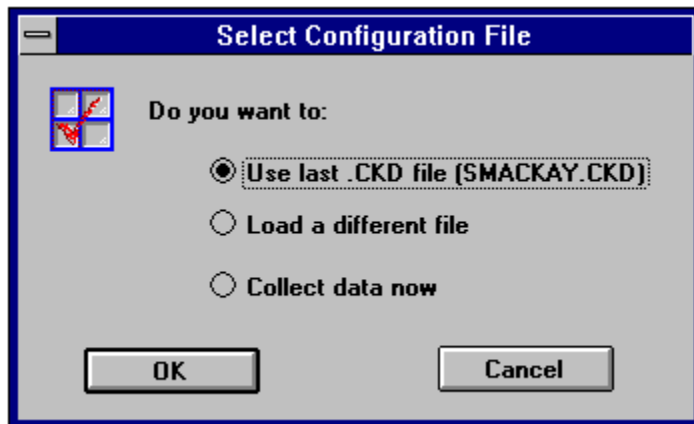 Select Configuration File
Do you want to:
Use last .CKD file (SMACKAY.CKD)
Load a different file
Collect data now
OK
Cancel